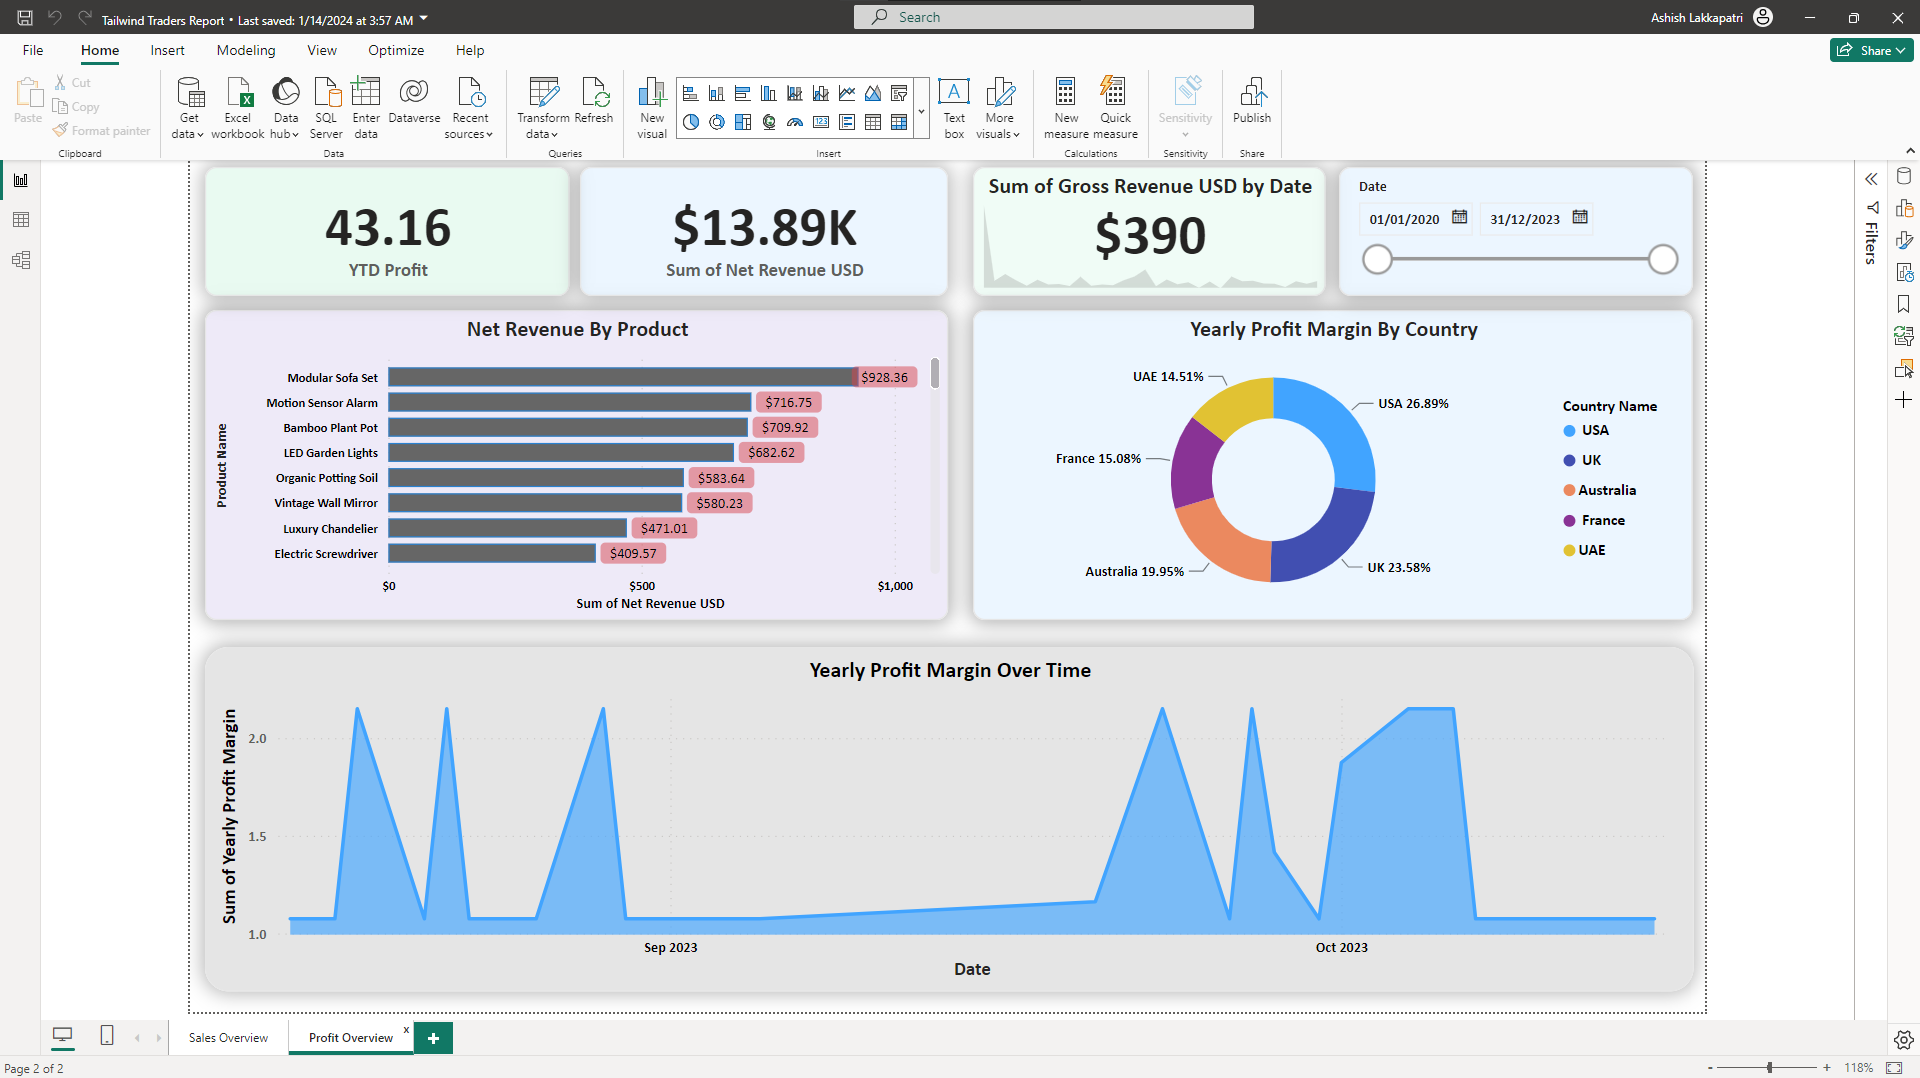 Tailwind Traders Report • Last saved: 1/14/2024 at 3:57 AM
Search
Ashish Lakkapatri
File Home Insert Modeling View Optimize Help
Share
Paste
Cut
Copy
Format painter
Clipboard
Get data
Excel workbook
Data hub
SQL Server
Enter data
Dataverse
Recent sources
Data
Transform data
Refresh
Queries
New visual
Text box
More visuals
Insert
New measure
Quick measure
Calculations
Sensitivity
Sensitivity
Publish
Share
43.16
YTD Profit
$13.89K
Sum of Net Revenue USD
Sum of Gross Revenue USD by Date
$390
Date
01/01/2020
31/12/2023
Filters
Net Revenue By Product
Product Name
Modular Sofa Set $928.36
Motion Sensor Alarm $716.75
Bamboo Plant Pot $709.92
LED Garden Lights $682.62
Organic Potting Soil $583.64
Vintage Wall Mirror $580.23
Luxury Chandelier $471.01
Electric Screwdriver $409.57
$0 $500 $1,000
Sum of Net Revenue USD
Yearly Profit Margin By Country
UAE 14.51%
USA 26.89%
France 15.08%
Australia 19.95%
UK 23.58%
Country Name
USA
UK
Australia
France
UAE
Yearly Profit Margin Over Time
Sum of Yearly Profit Margin
2.0
1.5
1.0
Sep 2023 Oct 2023
Date
Sales Overview
Profit Overview
x
+
Page 2 of 2
- + 118%